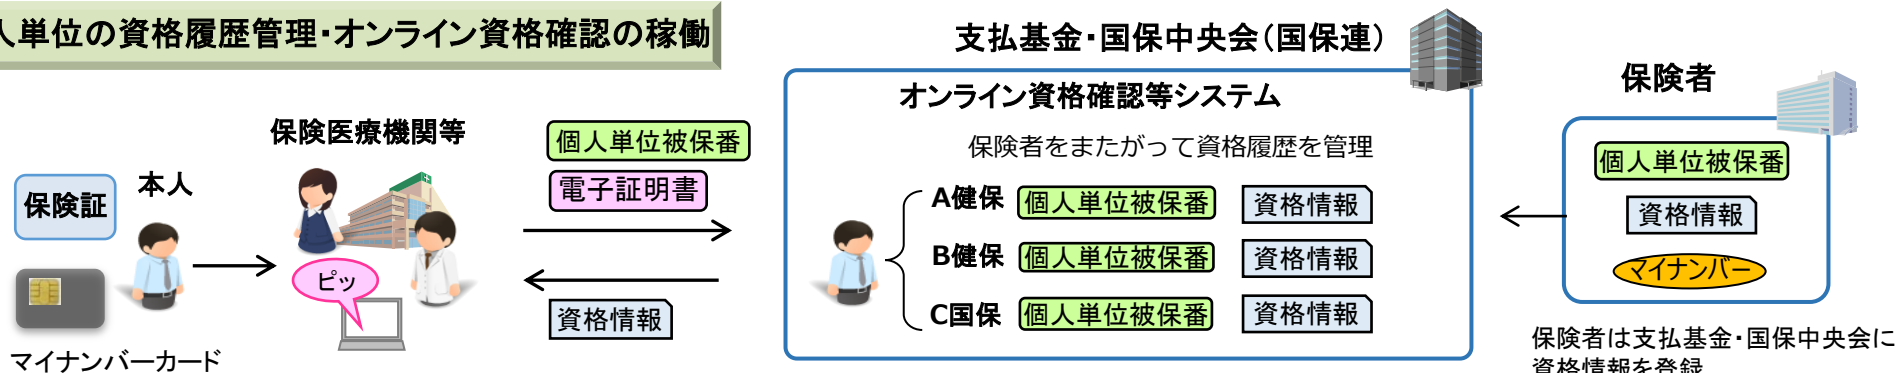 人単位の資格履歴管理・オンライン資格確認の稼働
保険証
本人
マイナンバーカード
保険医療機関等
ピッ
個人単位被保番
電子証明書
資格情報
支払基金・国保中央会（国保連）
オンライン資格確認等システム
保険者をまたがって資格履歴を管理
A健保 個人単位被保番 資格情報
B健保 個人単位被保番 資格情報
C国保 個人単位被保番 資格情報
保険者
個人単位被保番
資格情報
マイナンバー
保険者は支払基金・国保中央会に
資格情報を登録